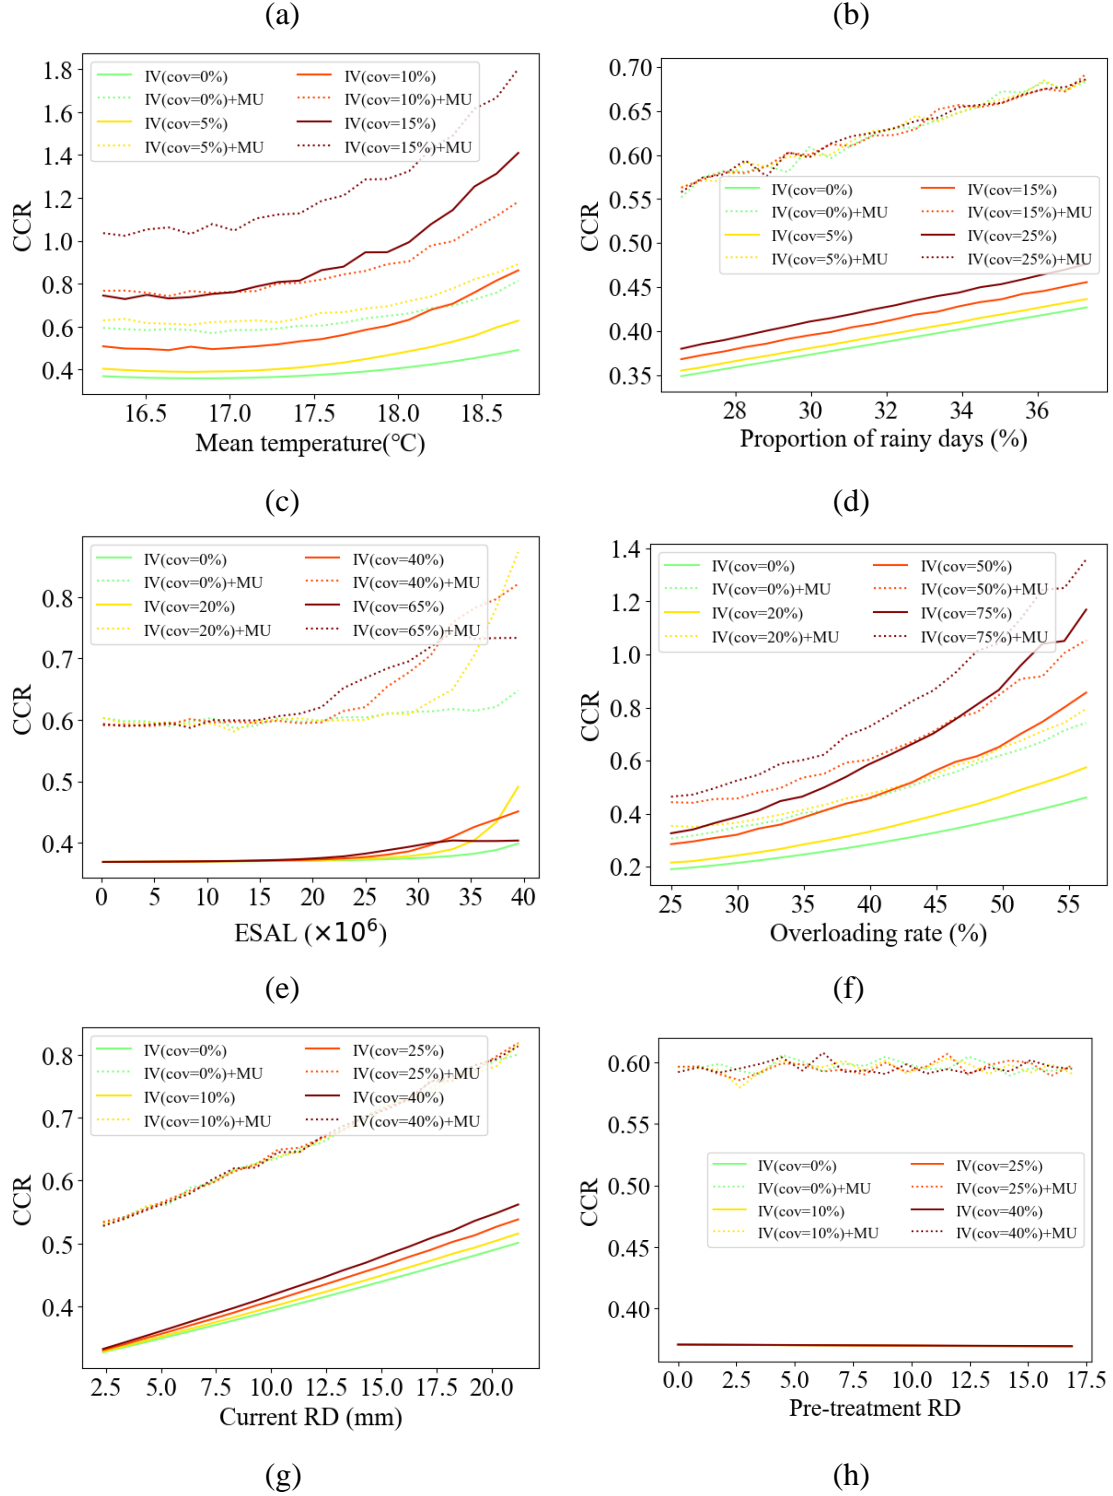 (a)
(b)
1.8
1.6
1.4
1.2
1.0
0.8
0.6
0.4
CCR
IV(cov=0%)
IV(cov=0%)+MU
IV(cov=5%)
IV(cov=5%)+MU
IV(cov=10%)
IV(cov=10%)+MU
IV(cov=15%)
IV(cov=15%)+MU
16.5 17.0 17.5 18.0 18.5
Mean temperature(℃)
0.70
0.65
0.60
0.55
0.50
0.45
0.40
0.35
CCR
IV(cov=0%)
IV(cov=0%)+MU
IV(cov=5%)
IV(cov=5%)+MU
IV(cov=15%)
IV(cov=15%)+MU
IV(cov=25%)
IV(cov=25%)+MU
28 30 32 34 36
Proportion of rainy days (%)
(c)
(d)
0.8
0.7
0.6
0.5
0.4
CCR
IV(cov=0%)
IV(cov=0%)+MU
IV(cov=20%)
IV(cov=20%)+MU
IV(cov=40%)
IV(cov=40%)+MU
IV(cov=65%)
IV(cov=65%)+MU
0 5 10 15 20 25 30 35 40
ESAL (×10⁶)
1.4
1.2
1.0
0.8
0.6
0.4
0.2
CCR
IV(cov=0%)
IV(cov=0%)+MU
IV(cov=20%)
IV(cov=20%)+MU
IV(cov=50%)
IV(cov=50%)+MU
IV(cov=75%)
IV(cov=75%)+MU
25 30 35 40 45 50 55
Overloading rate (%)
(e)
(f)
0.8
0.7
0.6
0.5
0.4
CCR
IV(cov=0%)
IV(cov=0%)+MU
IV(cov=10%)
IV(cov=10%)+MU
IV(cov=25%)
IV(cov=25%)+MU
IV(cov=40%)
IV(cov=40%)+MU
2.5 5.0 7.5 10.0 12.5 15.0 17.5 20.0
Current RD (mm)
0.60
0.55
0.50
0.45
0.40
CCR
IV(cov=0%)
IV(cov=0%)+MU
IV(cov=10%)
IV(cov=10%)+MU
IV(cov=25%)
IV(cov=25%)+MU
IV(cov=40%)
IV(cov=40%)+MU
0.0 2.5 5.0 7.5 10.0 12.5 15.0 17.5
Pre-treatment RD
(g)
(h)